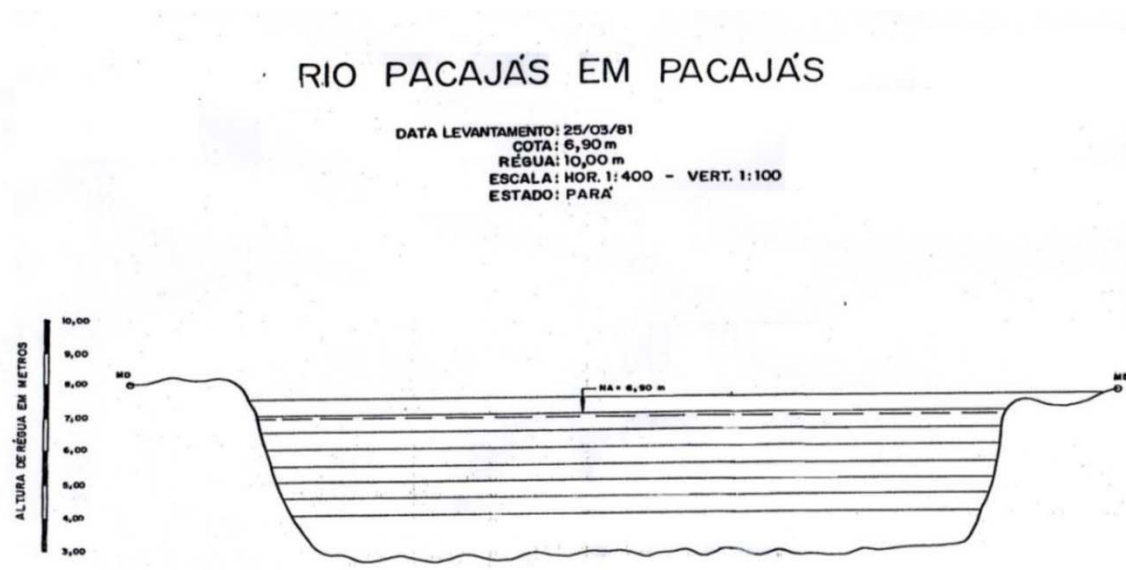 RIO PACAJÁS EM PACAJÁS
DATA LEVANTAMENTO: 25/03/81
COTA: 6,90 m
RÉGUA: 10,00 m
ESCALA: HOR. 1:400 - VERT. 1:100
ESTADO: PARÁ
ALTURA DE RÉGUA EM METROS
10,00
9,00
8,00
7,00
6,00
5,00
4,00
3,00
MD
NA = 6,90 m